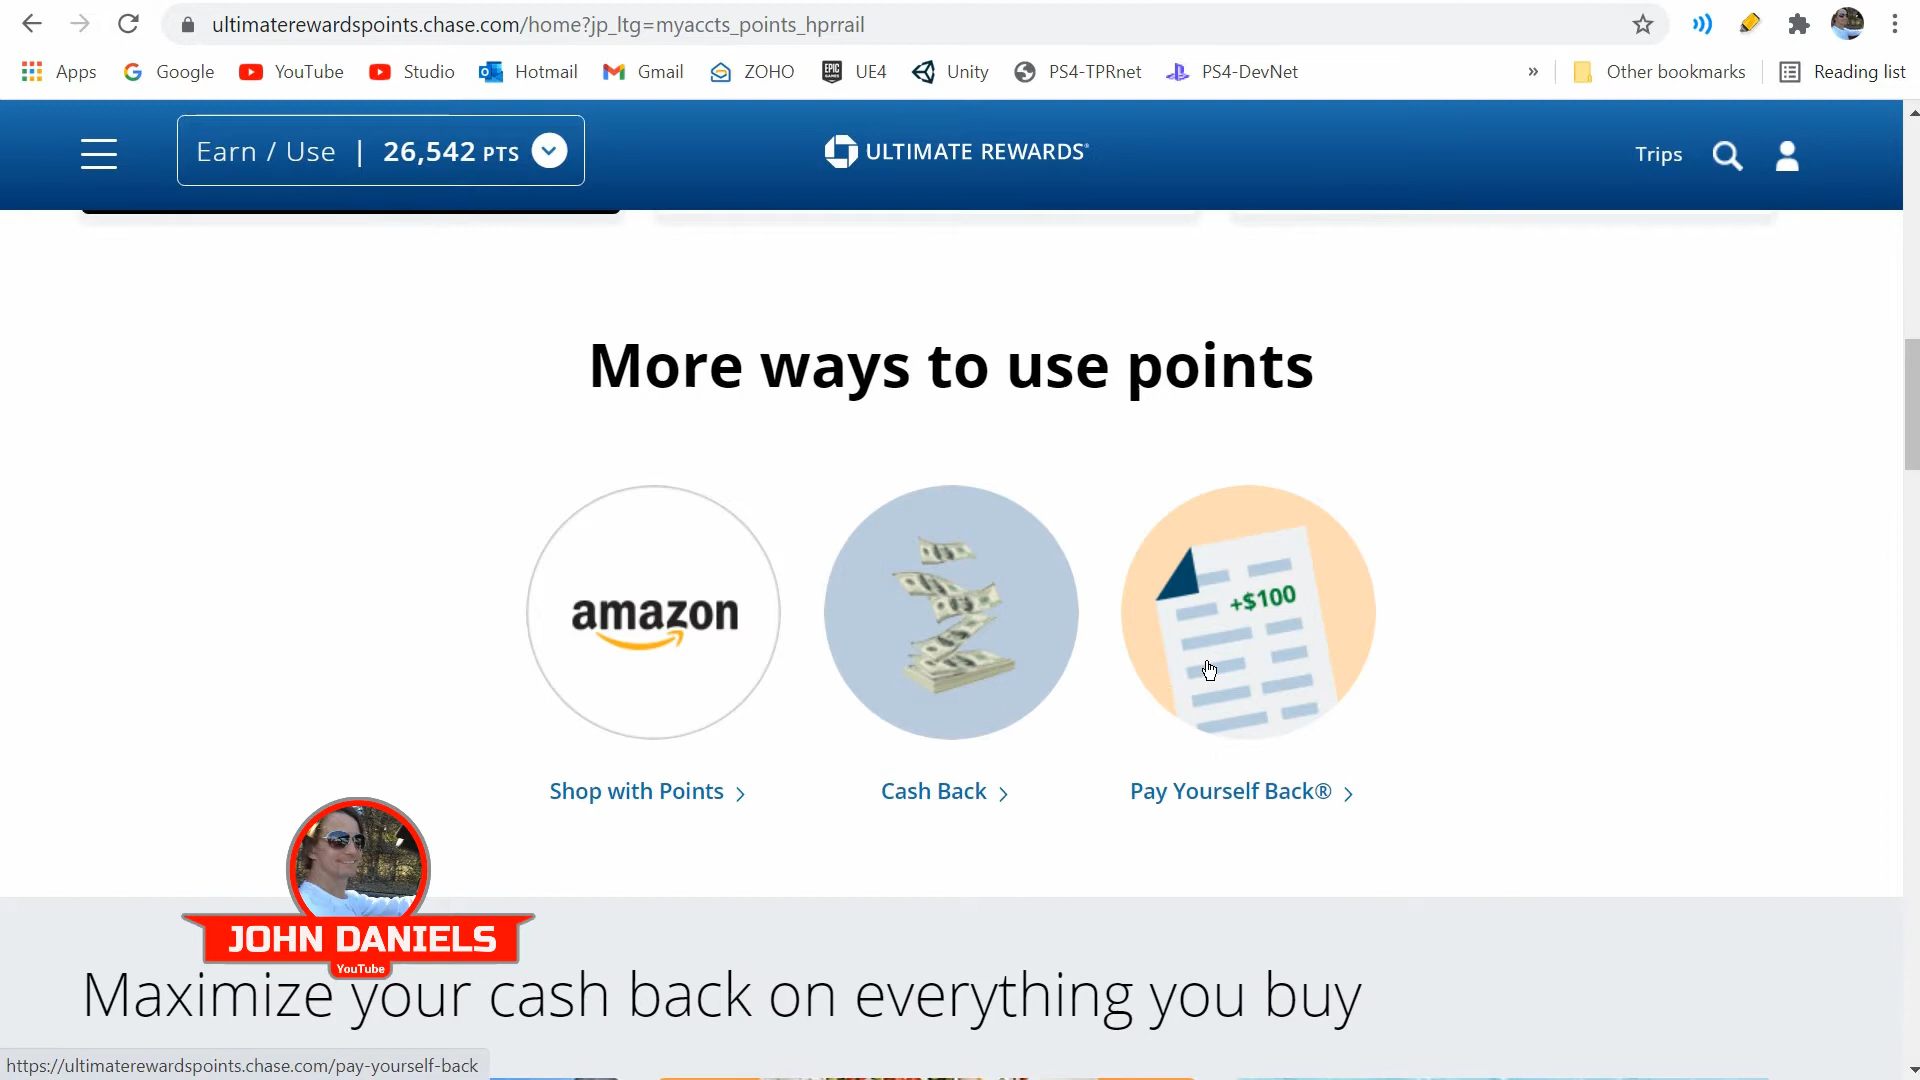 ultimaterewardspoints.chase.com/home?jp_ltg=myaccts_points_hprrail
Apps Google YouTube Studio Hotmail Gmail ZOHO UE4 Unity PS4-TPRnet PS4-DevNet » Other bookmarks Reading list
Earn / Use | 26,542 PTS
ULTIMATE REWARDS®
Trips
More ways to use points
amazon
+$100
Shop with Points >
Cash Back >
Pay Yourself Back® >
JOHN DANIELS
YouTube
Maximize your cash back on everything you buy
https://ultimaterewardspoints.chase.com/pay-yourself-back